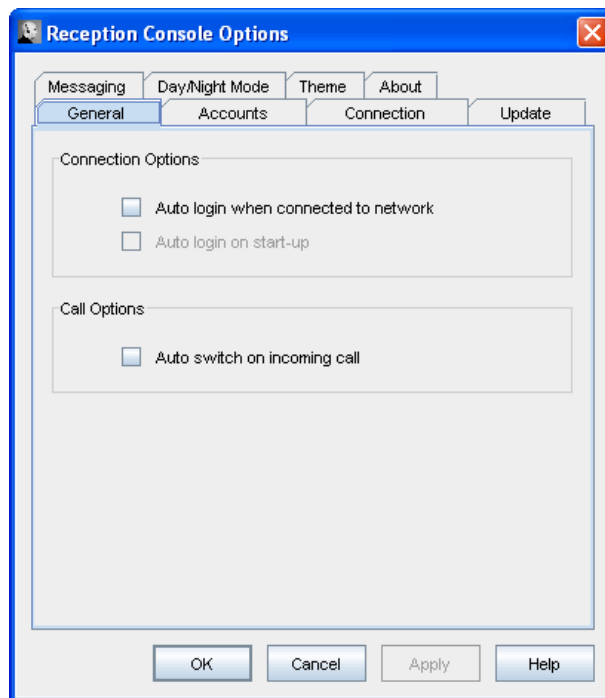 Reception Console Options
Messaging Day/Night Mode Theme About
General Accounts Connection Update
Connection Options
Auto login when connected to network
Auto login on start-up
Call Options
Auto switch on incoming call
OK Cancel Apply Help